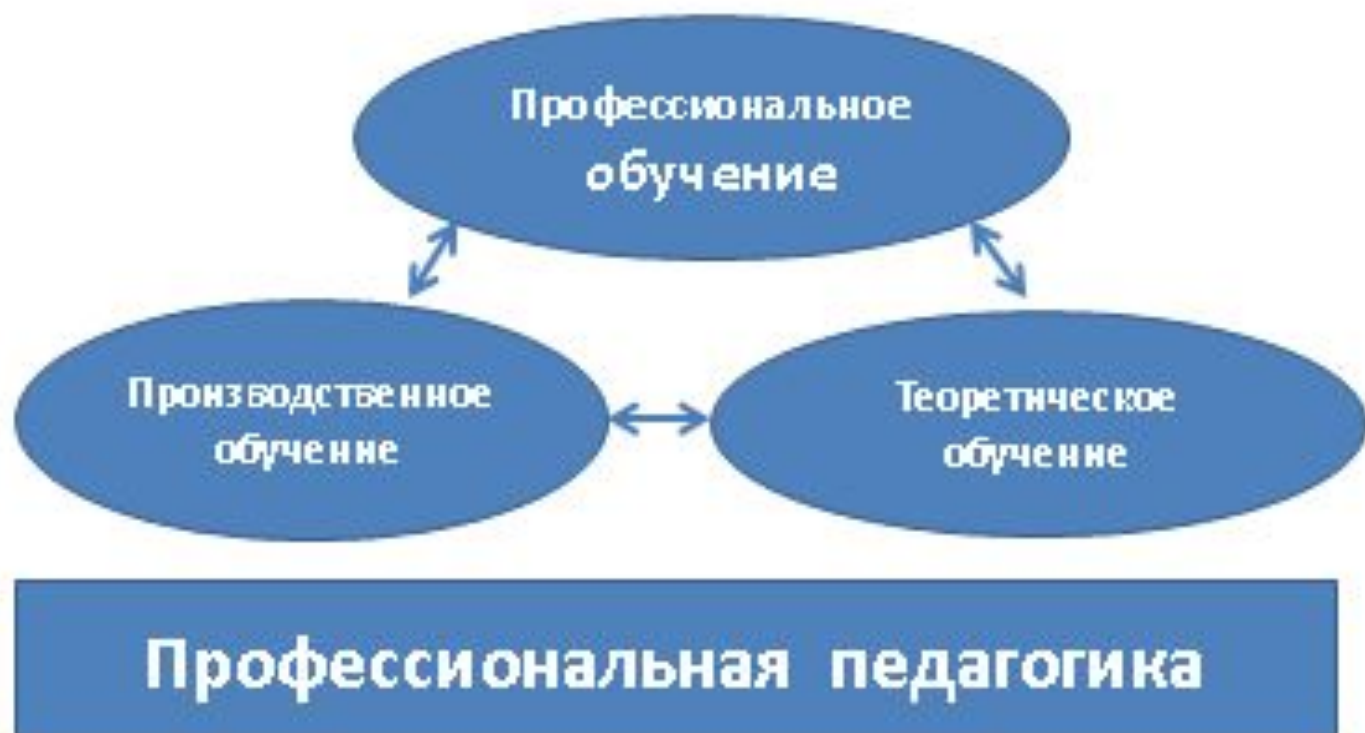 Профессиональное
обучение
Производственное
обучение
Теоретическое
обучение
Профессиональная педагогика